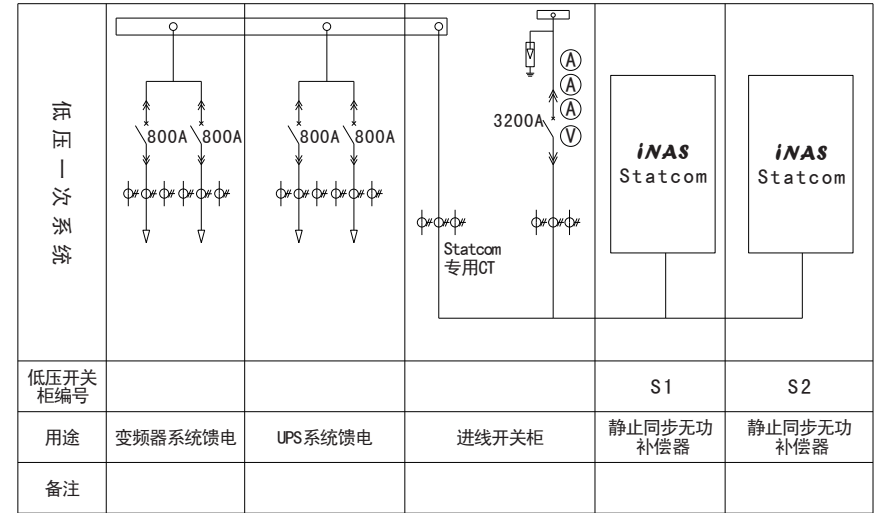 低压一次系统
800A
800A
800A
800A
3200A
A
A
A
V
iNAS
Statcom
iNAS
Statcom
Statcom
专用CT
低压开关
柜编号
S1
S2
用途
变频器系统馈电
UPS系统馈电
进线开关柜
静止同步无功
补偿器
静止同步无功
补偿器
备注